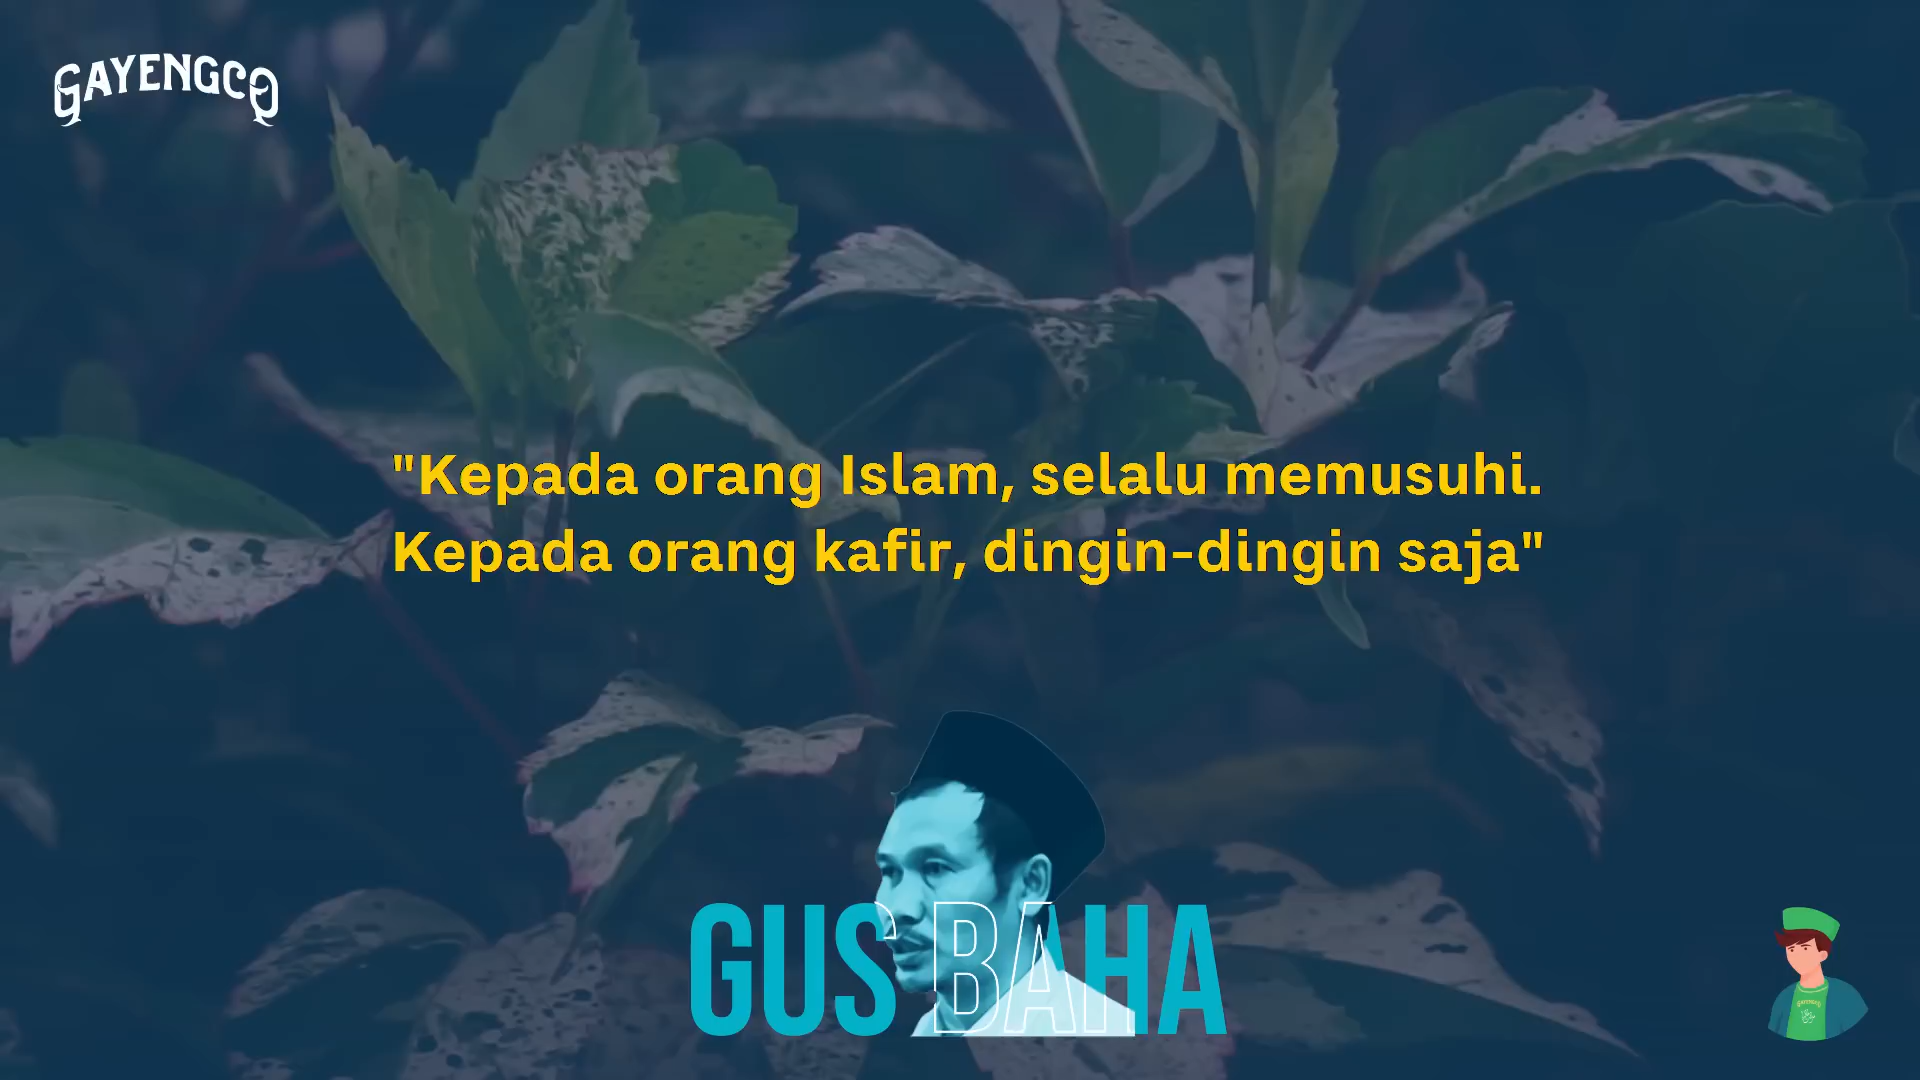 GAYENGCO
"Kepada orang Islam, selalu memusuhi.
Kepada orang kafir, dingin-dingin saja"
GUS BAHA